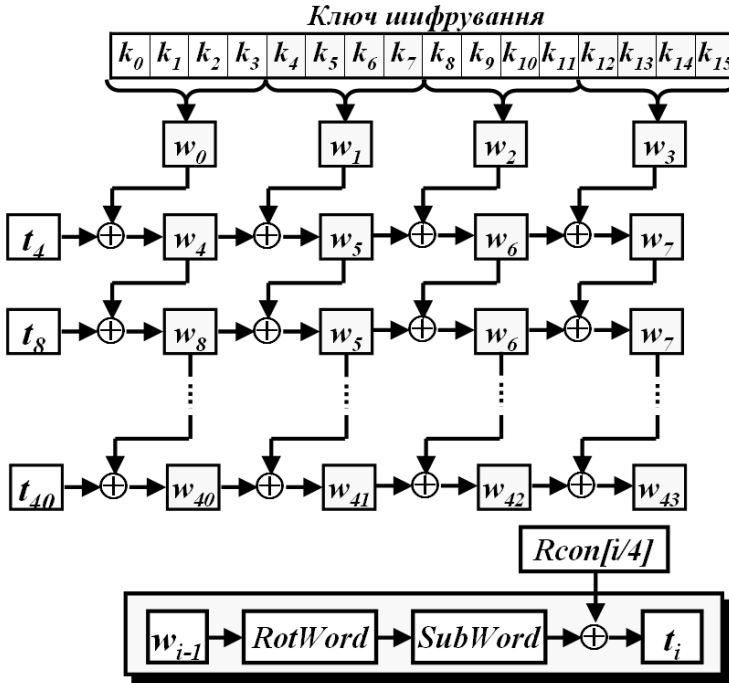 Ключ шифрування
k0 k1 k2 k3 k4 k5 k6 k7 k8 k9 k10 k11 k12 k13 k14 k15
w0 w1 w2 w3
t4 w4 w5 w6 w7
t8 w8 w5 w6 w7
t40 w40 w41 w42 w43
Rcon[i/4]
wi-1 RotWord SubWord ti